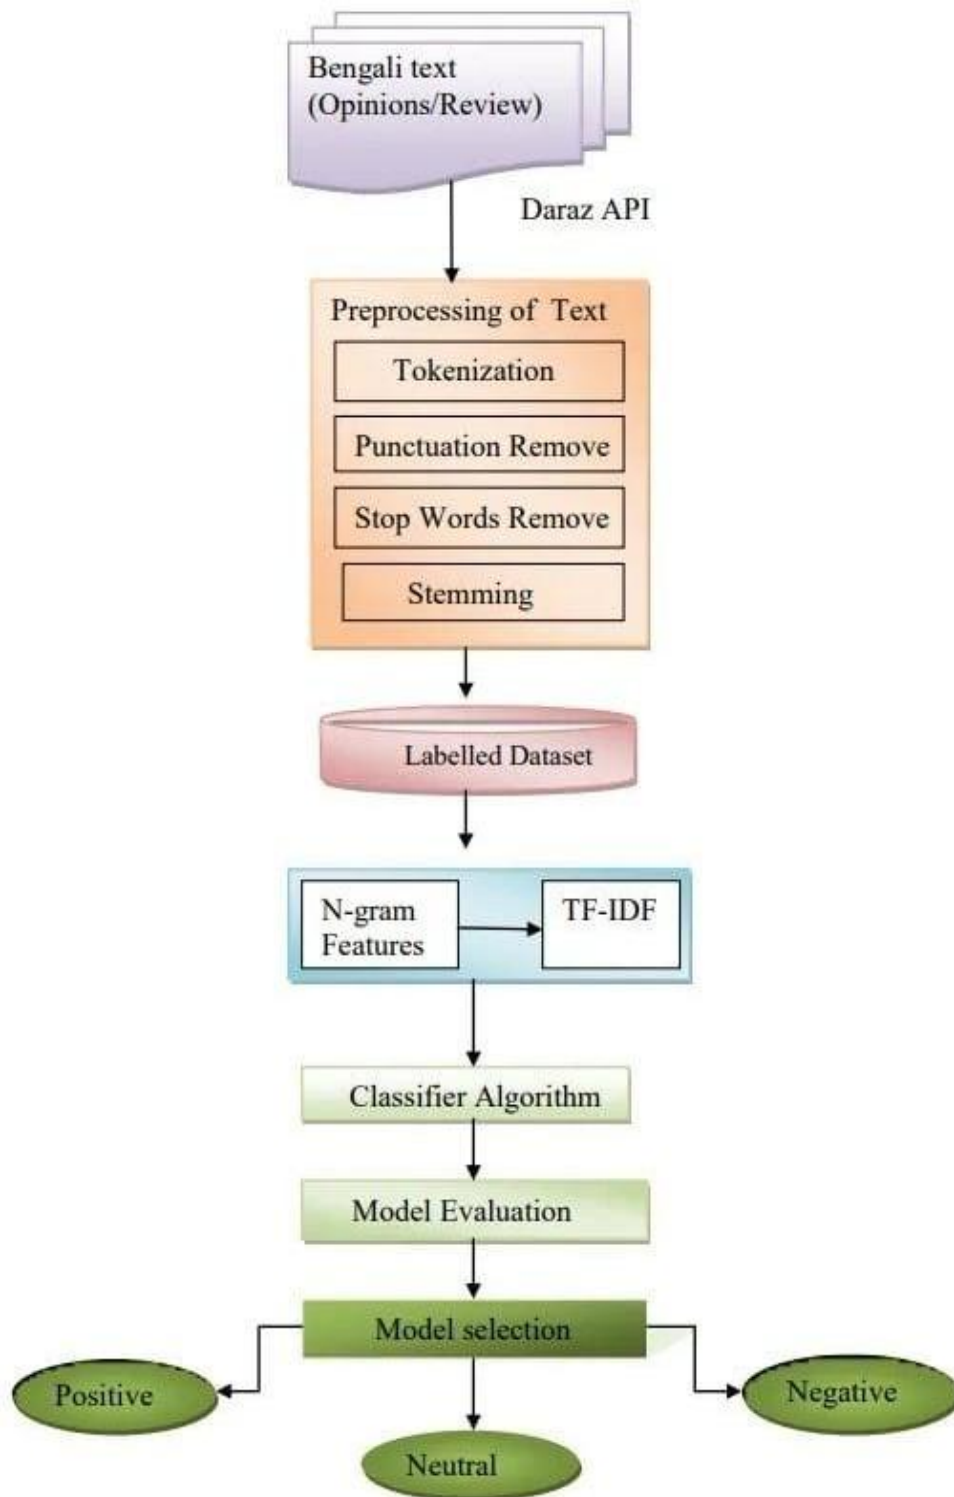 Bengali text
(Opinions/Review)
Daraz API
Preprocessing of Text
Tokenization
Punctuation Remove
Stop Words Remove
Stemming
Labelled Dataset
N-gram
Features
TF-IDF
Classifier Algorithm
Model Evaluation
Model selection
Positive
Negative
Neutral